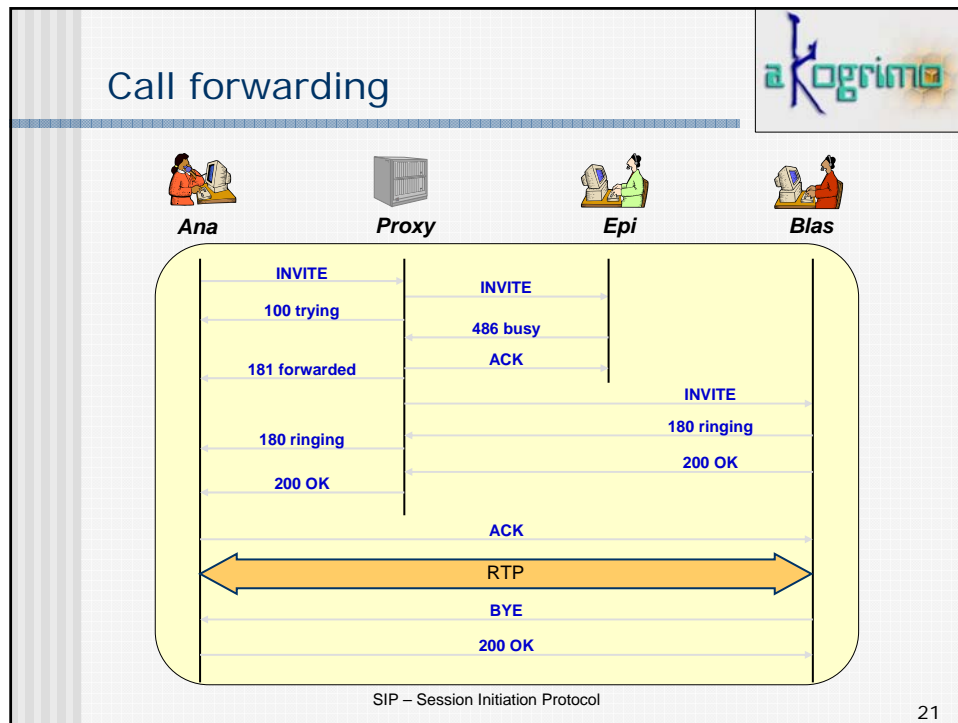 Call forwarding
akogrimo
Ana Proxy Epi Blas
INVITE
INVITE
100 trying
486 busy
ACK
181 forwarded
INVITE
180 ringing
180 ringing
200 OK
200 OK
ACK
RTP
BYE
200 OK
SIP – Session Initiation Protocol
21